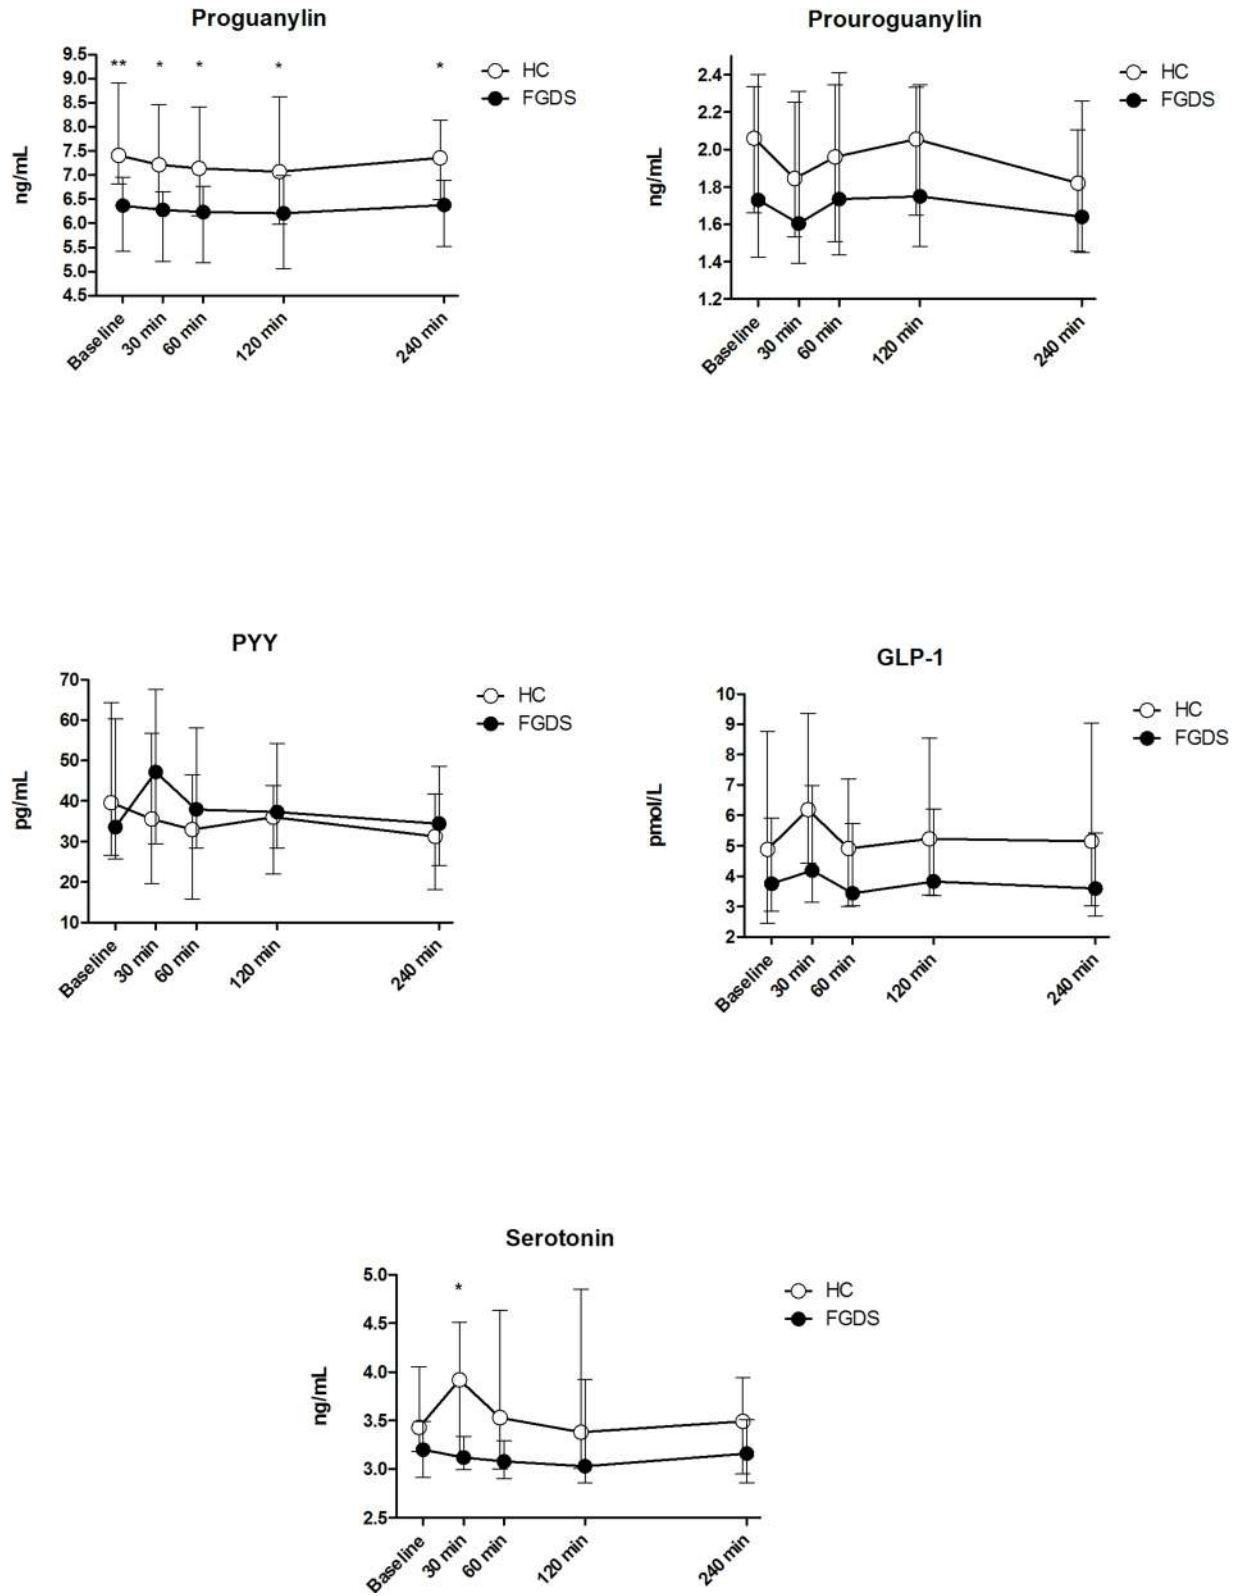 Proguanylin
9.5
9.0
8.5
8.0
7.5
7.0
6.5
6.0
5.5
5.0
4.5
ng/mL
** * * * *
HC
FGDS
Baseline
30 min
60 min
120 min
240 min
Prouroguanylin
2.4
2.2
2.0
1.8
1.6
1.4
1.2
ng/mL
HC
FGDS
Baseline
30 min
60 min
120 min
240 min
PYY
70
60
50
40
30
20
10
pg/mL
HC
FGDS
Baseline
30 min
60 min
120 min
240 min
GLP-1
10
9
8
7
6
5
4
3
2
pmol/L
HC
FGDS
Baseline
30 min
60 min
120 min
240 min
Serotonin
5.0
4.5
4.0
3.5
3.0
2.5
ng/mL
*
HC
FGDS
Baseline
30 min
60 min
120 min
240 min